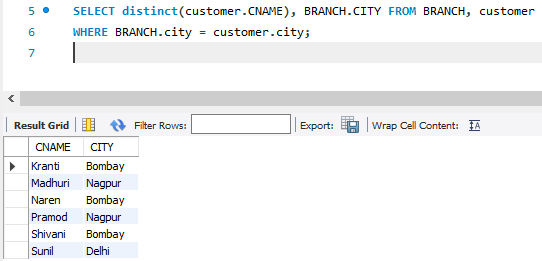 5 SELECT distinct(customer.CNAME), BRANCH.CITY FROM BRANCH, customer
6 WHERE BRANCH.city = customer.city;
7
Result Grid Filter Rows: Export: Wrap Cell Content: IA
CNAME CITY
Kranti Bombay
Madhuri Nagpur
Naren Bombay
Pramod Nagpur
Shivani Bombay
Sunil Delhi